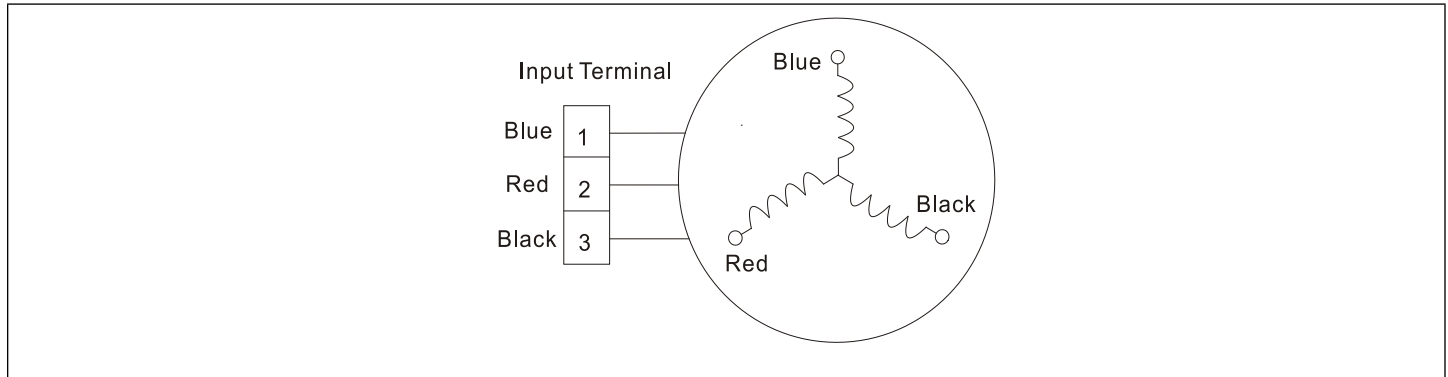 Input Terminal
Blue 1
Red 2
Black 3
Blue
Black
Red